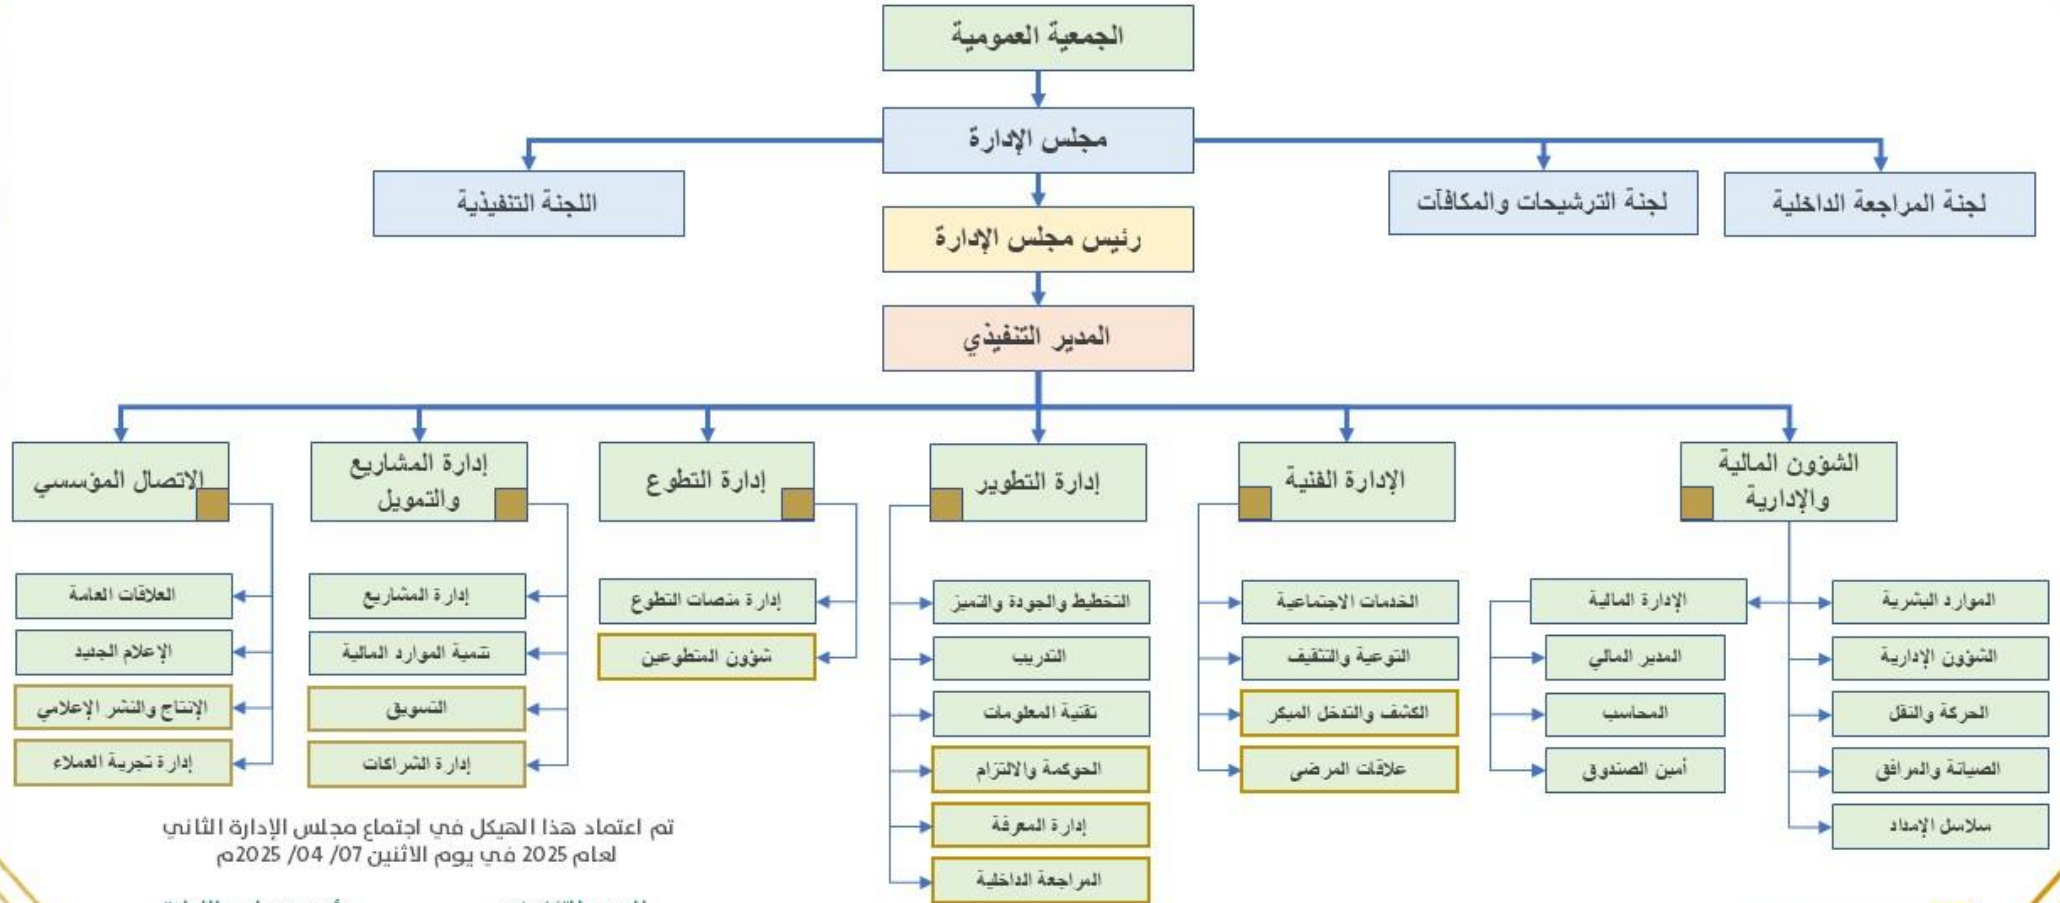 الجمعية العمومية
مجلس الإدارة
لجنة المراجعة الداخلية
لجنة الترشيحات والمكافآت
اللجنة التنفيذية
رئيس مجلس الإدارة
المدير التنفيذي
الشؤون المالية
والإدارية
الموارد البشرية
الشؤون الإدارية
الحركة والنقل
الصيانة والمرافق
سلاسل الإمداد
الإدارة المالية
المدير المالي
المحاسب
أمين الصندوق
الإدارة الفنية
الخدمات الاجتماعية
التوعية والتثقيف
الكشف والتدخل المبكر
علاقات المرضى
إدارة التطوير
التخطيط والجودة والتميز
التدريب
تقنية المعلومات
الحوكمة والالتزام
إدارة المعرفة
المراجعة الداخلية
إدارة التطوع
إدارة منصات التطوع
شؤون المتطوعين
إدارة المشاريع
والتمويل
إدارة المشاريع
تنمية الموارد المالية
التسويق
إدارة الشراكات
الاتصال المؤسسي
العلاقات العامة
الإعلام الجديد
الإنتاج والنشر الإعلامي
إدارة تجربة العملاء
تم اعتماد هذا الهيكل في اجتماع مجلس الإدارة الثاني
لعام 2025 في يوم الاثنين 07/ 04/ 2025م